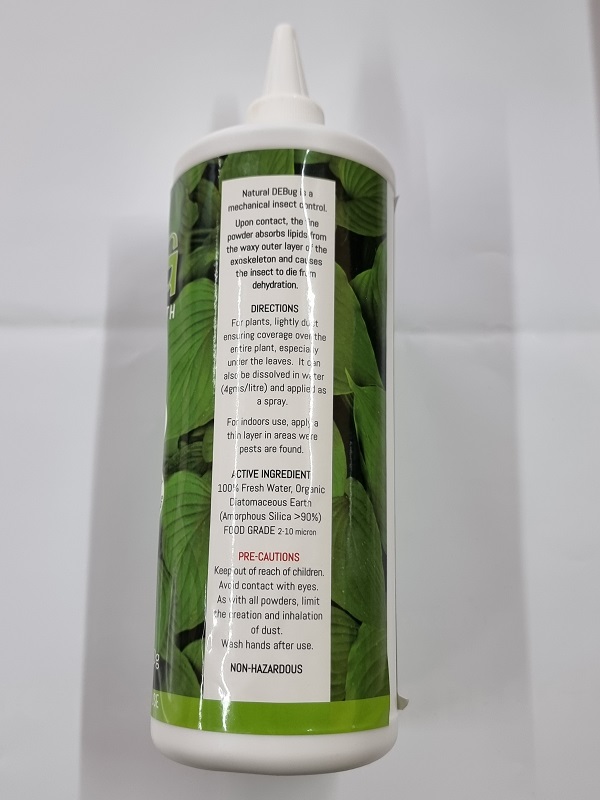 Natural DEBug is a
mechanical insect control.
Upon contact, the fine
powder absorbs lipids from
the waxy outer layer of the
exoskeleton and causes
the insect to die from
dehydration.
DIRECTIONS
For plants, lightly dust
ensuring coverage over the
entire plant, especially
under the leaves. It can
also be dissolved in water
(4gms/litre) and applied as
a spray.
For indoors use, apply a
thin layer in areas were
pests are found.
ACTIVE INGREDIENT
100% Fresh Water, Organic
Diatomaceous Earth
(Amorphous Silica >90%)
FOOD GRADE 2-10 micron
PRE-CAUTIONS
Keep out of reach of children.
Avoid contact with eyes.
As with all powders, limit
the creation and inhalation
of dust.
Wash hands after use.
NON-HAZARDOUS